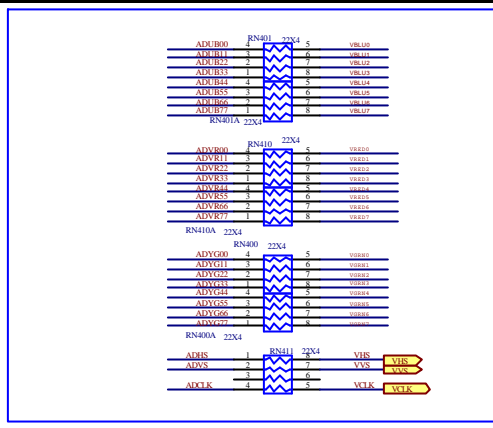 RN401 22X4
ADUB00 4 5 VBLU0
ADUB11 3 6 VBLU1
ADUB22 2 7 VBLU2
ADUB33 1 8 VBLU3
ADUB44 4 5 VBLU4
ADUB55 3 6 VBLU5
ADUB66 2 7 VBLU6
ADUB77 1 8 VBLU7
RN401A 22X4
RN410 22X4
ADVR00 4 5 VRED0
ADVR11 3 6 VRED1
ADVR22 2 7 VRED2
ADVR33 1 8 VRED3
ADVR44 4 5 VRED4
ADVR55 3 6 VRED5
ADVR66 2 7 VRED6
ADVR77 1 8 VRED7
RN410A 22X4
RN400 22X4
ADYG00 4 5 VGRN0
ADYG11 3 6 VGRN1
ADYG22 2 7 VGRN2
ADYG33 1 8 VGRN3
ADYG44 4 5 VGRN4
ADYG55 3 6 VGRN5
ADYG66 2 7 VGRN6
ADYG77 1 8 VGRN7
RN400A 22X4
RN411 22X4
ADHS 1 8 VHS VHS
ADVS 2 7 VVS VVS
3 6
ADCLK 4 5 VCLK VCLK